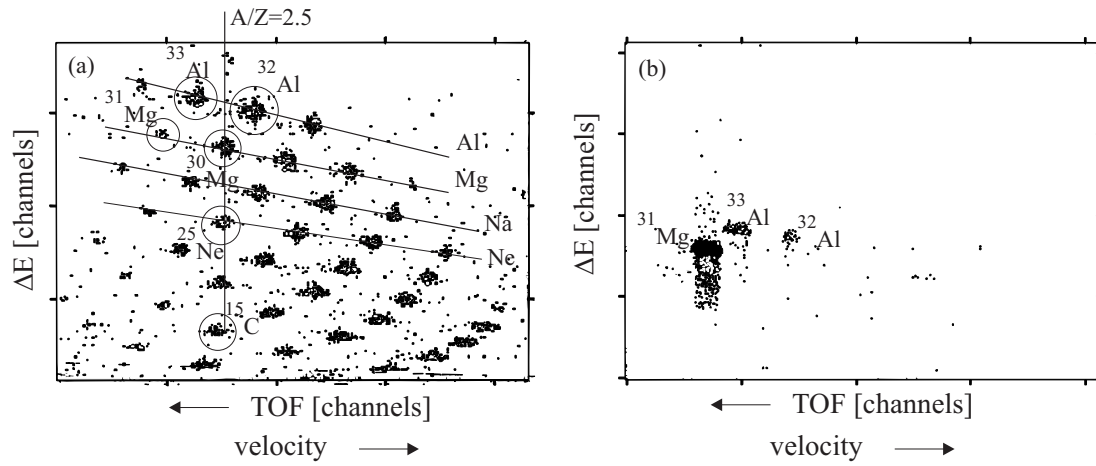 A/Z=2.5
(a)
33
Al
32
Al
31
Mg
30
Mg
25
Ne
15
C
Al
Mg
Na
Ne
ΔE [channels]
TOF [channels]
velocity
(b)
31
Mg
33
Al
32
Al
ΔE [channels]
TOF [channels]
velocity